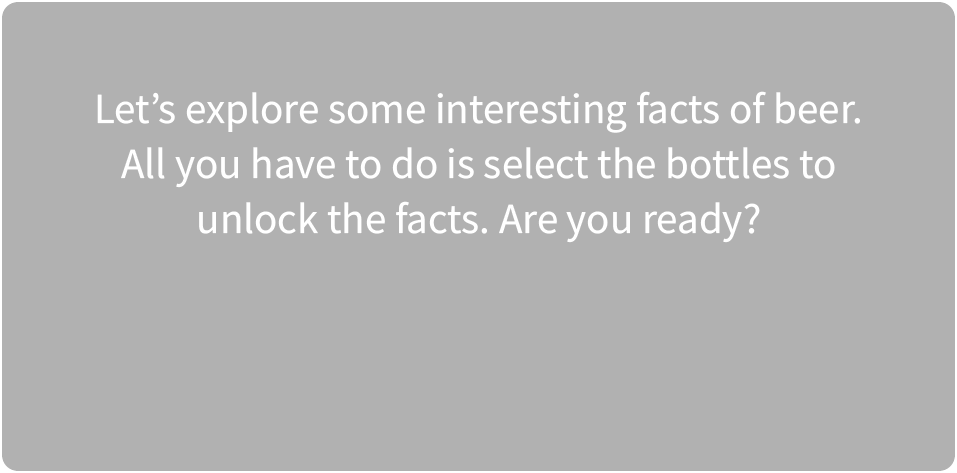 Let’s explore some interesting facts of beer.
All you have to do is select the bottles to
unlock the facts. Are you ready?